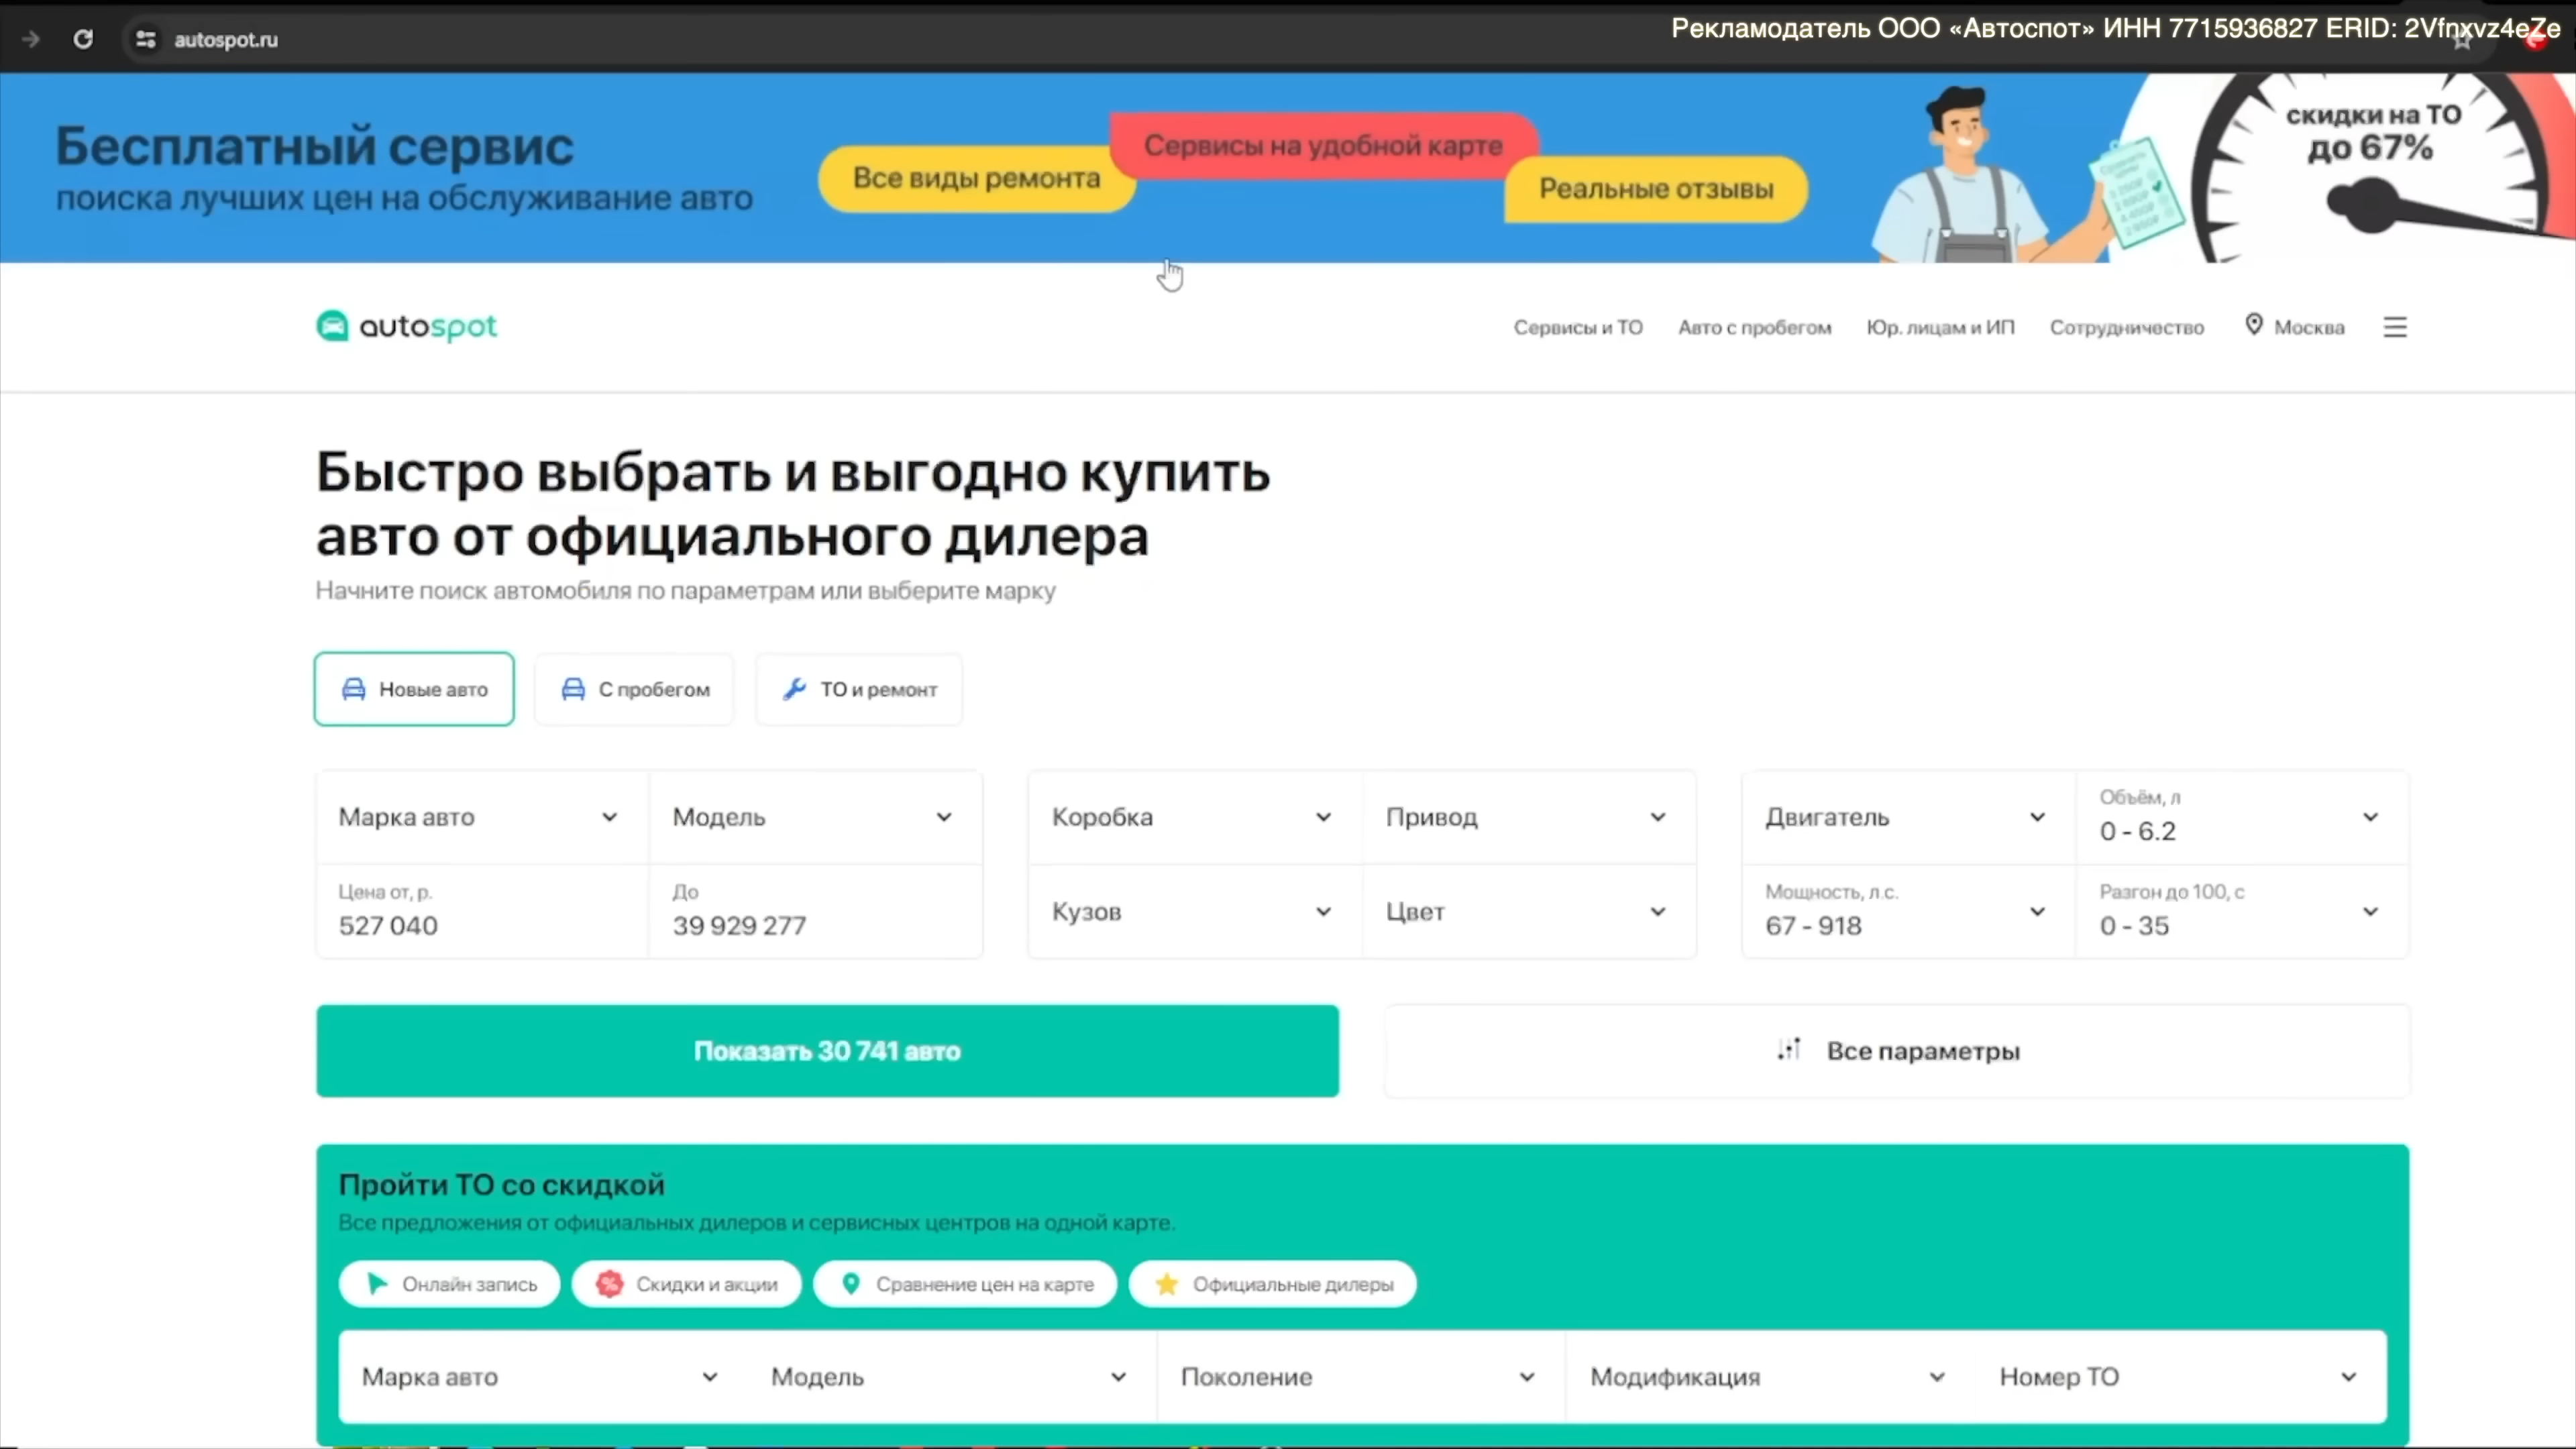 autospot.ru
Рекламодатель ООО «Автоспот» ИНН 7715936827 ERID: 2Vfnxvz4eZe
Бесплатный сервис
поиска лучших цен на обслуживание авто
Все виды ремонта
Сервисы на удобной карте
Реальные отзывы
скидки на ТО
до 67%
autospot
Сервисы и ТО
Авто с пробегом
Юр. лицам и ИП
Сотрудничество
Москва
Быстро выбрать и выгодно купить
авто от официального дилера
Начните поиск автомобиля по параметрам или выберите марку
Новые авто
С пробегом
ТО и ремонт
Марка авто
Модель
Коробка
Привод
Двигатель
Объём, л
0 - 6.2
Цена от, р.
527 040
До
39 929 277
Кузов
Цвет
Мощность, л.с.
67 - 918
Разгон до 100, с
0 - 35
Показать 30 741 авто
Все параметры
Пройти ТО со скидкой
Все предложения от официальных дилеров и сервисных центров на одной карте.
Онлайн запись
Скидки и акции
Сравнение цен на карте
Официальные дилеры
Марка авто
Модель
Поколение
Модификация
Номер ТО